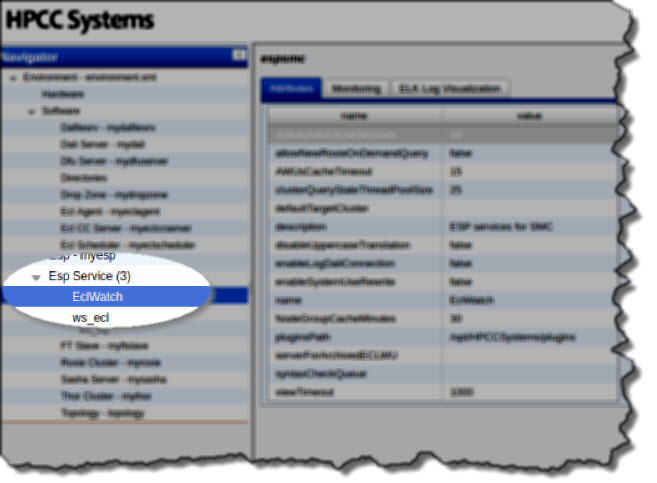 HPCC Systems
Navigator
Environment - environment.xml
Hardware
Software
Dafilesrv - mydafilesrv
Dali Server - mydali
Dfu Server - mydfuserver
Directories
Drop Zone - mydropzone
Ecl Agent - myeclagent
Ecl CC Server - myeclccserver
Ecl Scheduler - myeclscheduler
Esp - myesp
Esp Service (3)
EclWatch
ws_ecl
FT Slave - myftslave
Roxie Cluster - myroxie
Sasha Server - mysasha
Thor Cluster - mythor
Topology - topology
espsmc
Attributes Monitoring ELK Log Visualization
name value
allowNewRoxieOnDemandQuery false
AWUsCacheTimeout 15
clusterQueryStateThreadPoolSize 25
defaultTargetCluster
description ESP services for SMC
disableUppercaseTranslation false
enableLogDaliConnection false
enableSystemUseRewrite false
name EclWatch
NodeGroupCacheMinutes 30
pluginsPath /opt/HPCCSystems/plugins
serverForArchivedECLWU
syntaxCheckQueue
viewTimeout 1000